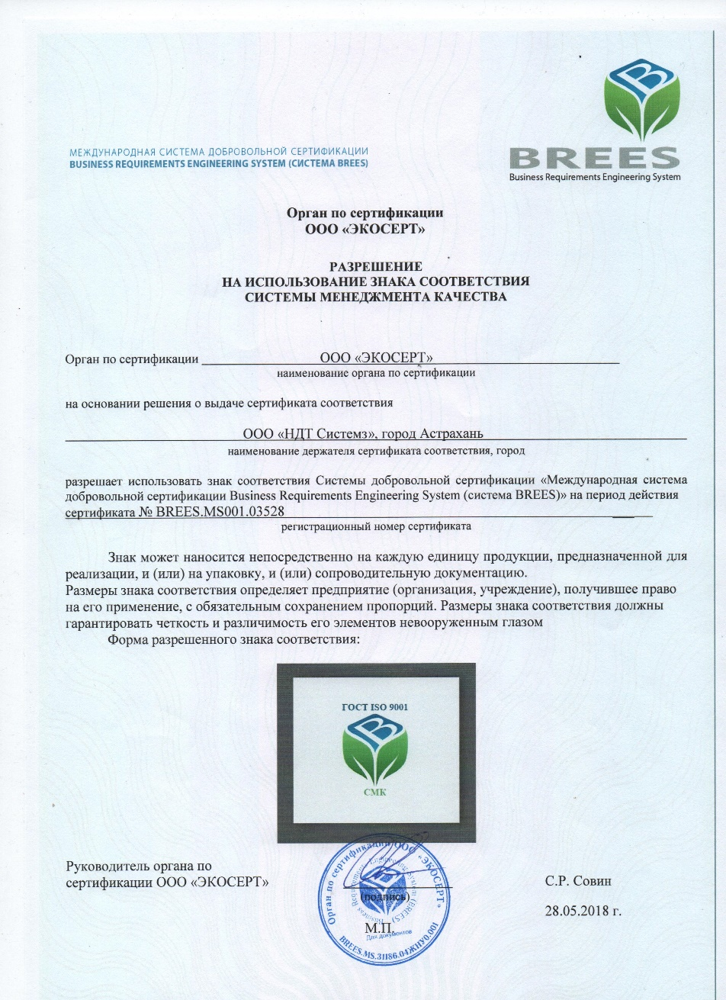 МЕЖДУНАРОДНАЯ СИСТЕМА ДОБРОВОЛЬНОЙ СЕРТИФИКАЦИИ
BUSINESS REQUIREMENTS ENGINEERING SYSTEM (СИСТЕМА BREES)
BREES
Business Requirements Engineering System
Орган по сертификации
ООО «ЭКОСЕРТ»
РАЗРЕШЕНИЕ
НА ИСПОЛЬЗОВАНИЕ ЗНАКА СООТВЕТСТВИЯ
СИСТЕМЫ МЕНЕДЖМЕНТА КАЧЕСТВА
Орган по сертификации ООО «ЭКОСЕРТ»
наименование органа по сертификации
на основании решения о выдаче сертификата соответствия
ООО «НДТ Системз», город Астрахань
наименование держателя сертификата соответствия, город
разрешает использовать знак соответствия Системы добровольной сертификации «Международная система
добровольной сертификации Business Requirements Engineering System (система BREES)» на период действия
сертификата № BREES.MS001.03528
регистрационный номер сертификата
Знак может наносится непосредственно на каждую единицу продукции, предназначенной для
реализации, и (или) на упаковку, и (или) сопроводительную документацию.
Размеры знака соответствия определяет предприятие (организация, учреждение), получившее право
на его применение, с обязательным сохранением пропорций. Размеры знака соответствия должны
гарантировать четкость и различимость его элементов невооруженным глазом
Форма разрешенного знака соответствия:
ГОСТ ISO 9001
B
СМК
Руководитель органа по
сертификации ООО «ЭКОСЕРТ»
(подпись)
М.П.
С.Р. Совин
28.05.2018 г.
Орган по сертификации ООО «ЭКОСЕРТ»
Business Requirements Engineering System (BREES)
Для документов
BREES.MS.31186.04ЖНУ0.001